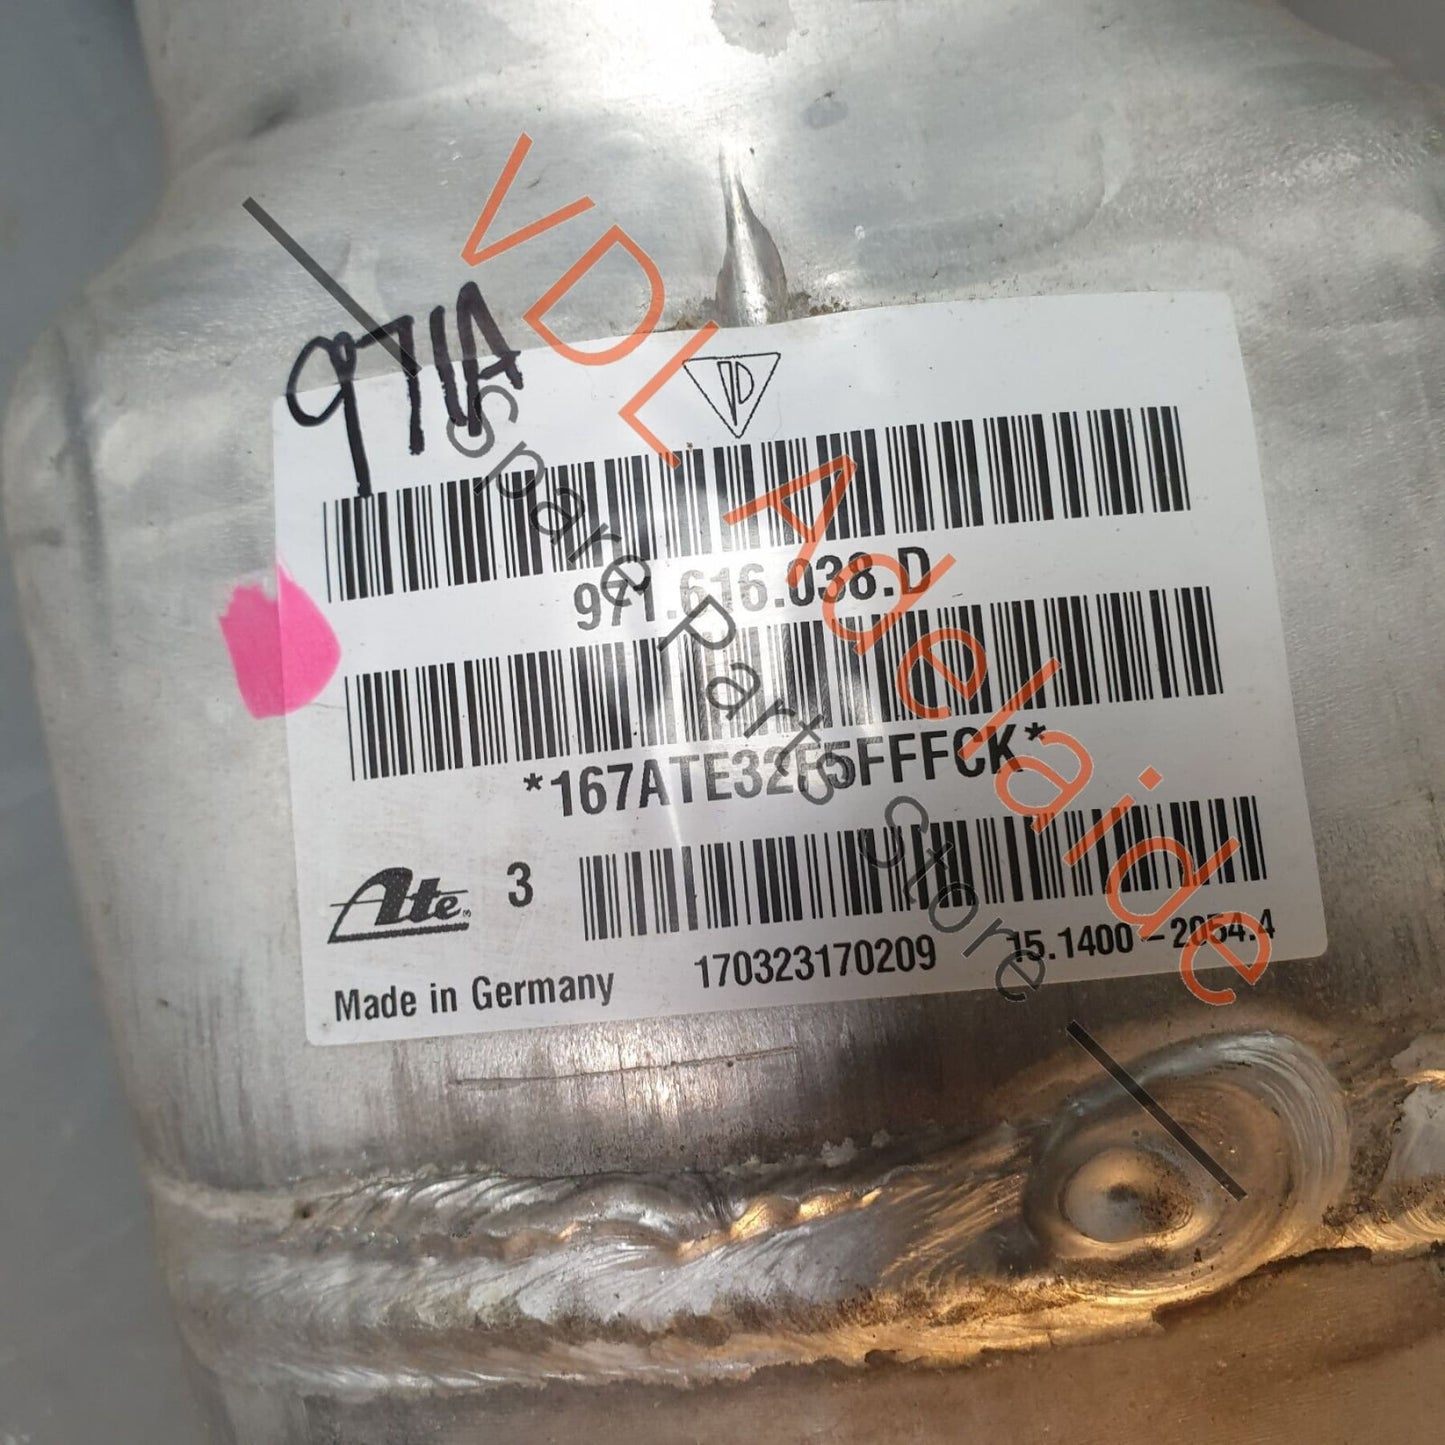 971A
971.616.038.D
*167ATE32F5FFFCK*
Ate 3
170323170209 15.1400-2054.4
Made in Germany
VDL Adelaide
Spare Parts Store